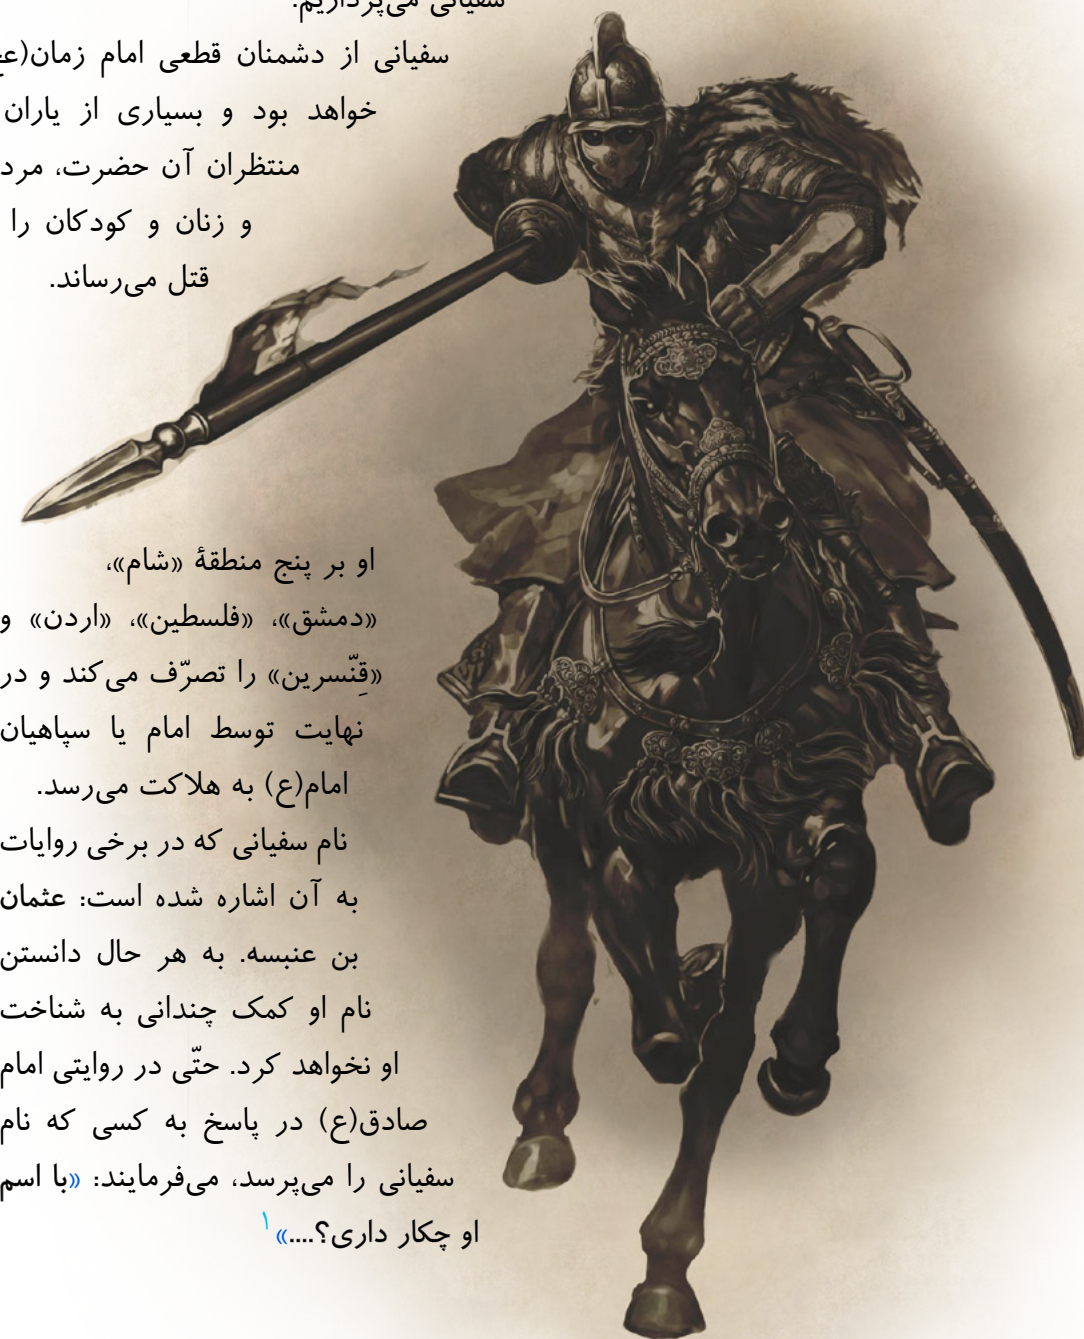 سفیانی می‌پردازیم.
سفیانی از دشمنان قطعی امام زمان(عج
خواهد بود و بسیاری از یاران
منتظران آن حضرت، مرد
و زنان و کودکان را
قتل می‌رساند.
او بر پنج منطقهٔ «شام»،
«دمشق»، «فلسطین»، «اردن» و
«قِنّسرین» را تصرّف می‌کند و در
نهایت توسط امام یا سپاهیان
امام(ع) به هلاکت می‌رسد.
نام سفیانی که در برخی روایات
به آن اشاره شده است: عثمان
بن عنبسه. به هر حال دانستن
نام او کمک چندانی به شناخت
او نخواهد کرد. حتّی در روایتی امام
صادق(ع) در پاسخ به کسی که نام
سفیانی را می‌پرسد، می‌فرمایند: «با اسم
او چکار داری؟....»۱